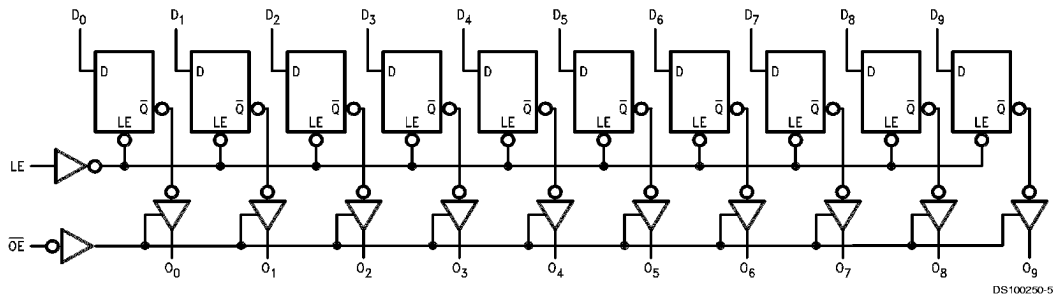 D₀ D₁ D₂ D₃ D₄ D₅ D₆ D₇ D₈ D₉
D D D D D D D D D D
Q̅ Q̅ Q̅ Q̅ Q̅ Q̅ Q̅ Q̅ Q̅ Q̅
LE LE LE LE LE LE LE LE LE LE
LE
O̅E̅
O₀ O₁ O₂ O₃ O₄ O₅ O₆ O₇ O₈ O₉
DS100250-5